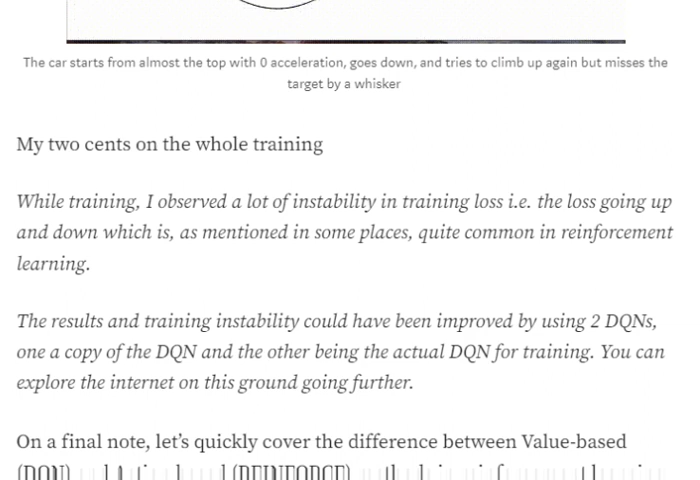 The car starts from almost the top with 0 acceleration, goes down, and tries to climb up again but misses the
target by a whisker
My two cents on the whole training
While training, I observed a lot of instability in training loss i.e. the loss going up
and down which is, as mentioned in some places, quite common in reinforcement
learning.
The results and training instability could have been improved by using 2 DQNs,
one a copy of the DQN and the other being the actual DQN for training. You can
explore the internet on this ground going further.
On a final note, let's quickly cover the difference between Value-based